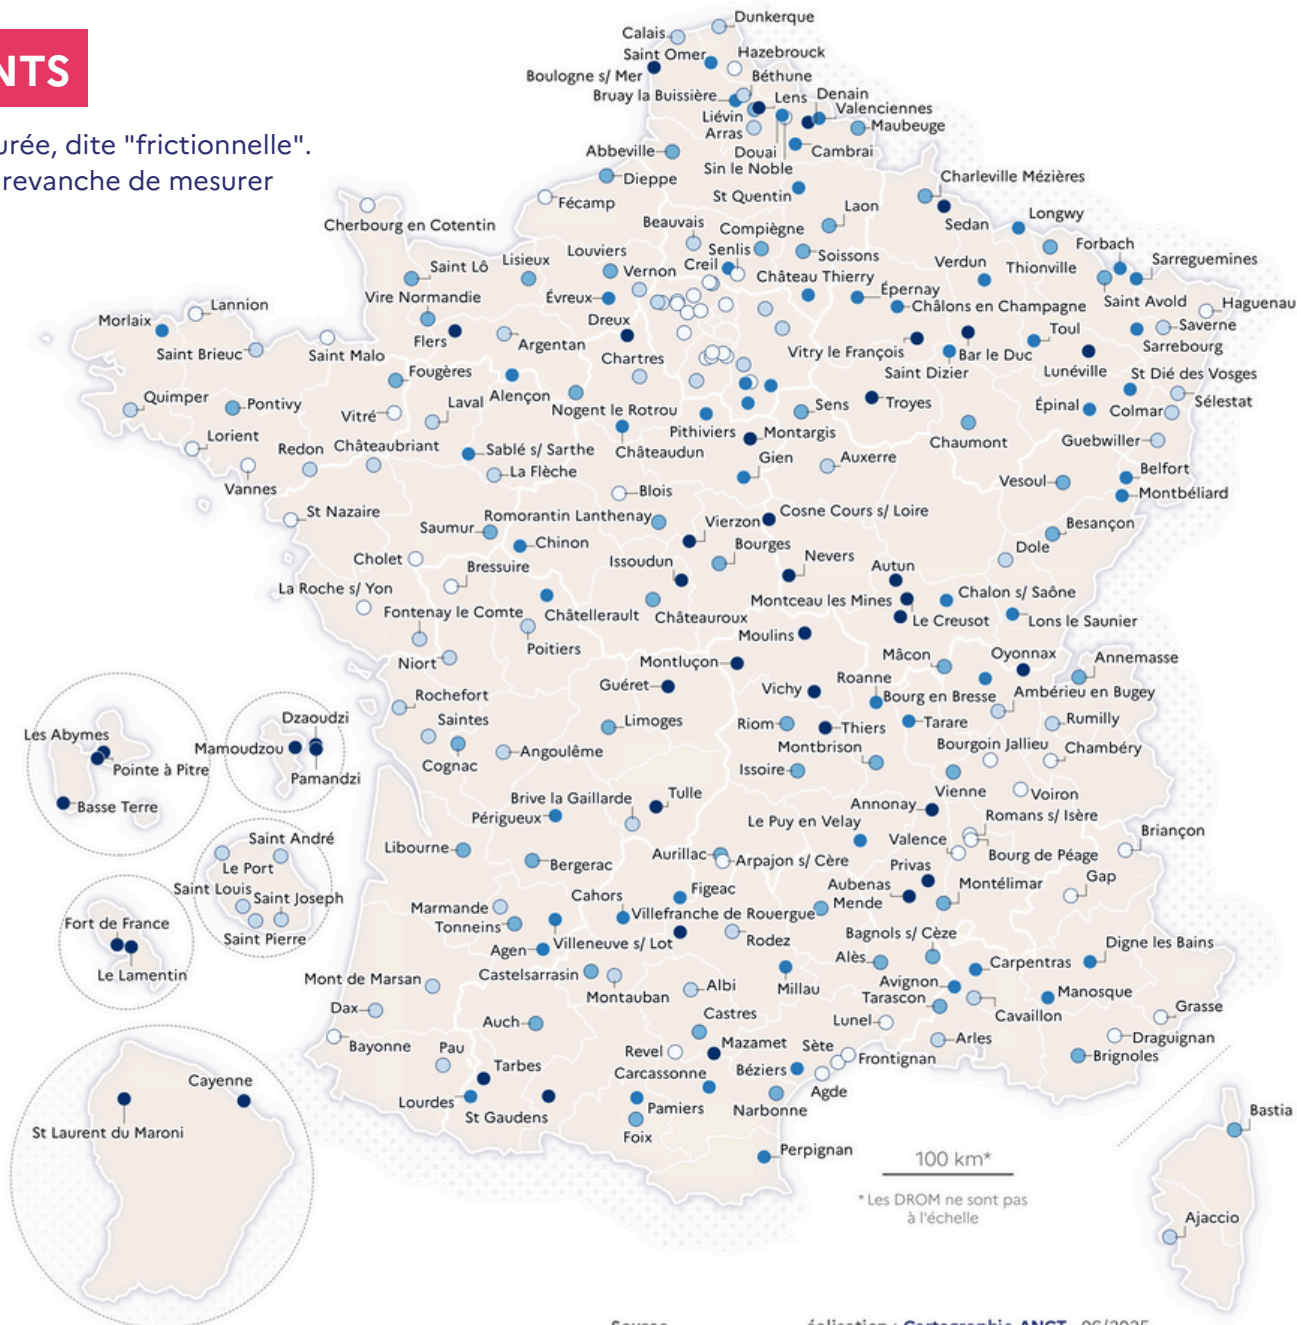 NTS
urée, dite "frictionnelle".
revanche de mesurer
Dunkerque
Calais
Saint Omer
Hazebrouck
Boulogne s/ Mer
Béthune
Bruay la Buissière
Lens
Denain
Valenciennes
Liévin
Arras
Maubeuge
Douai
Cambrai
Abbeville
Sin le Noble
Dieppe
St Quentin
Charleville Mézières
Fécamp
Laon
Sedan
Longwy
Cherbourg en Cotentin
Beauvais
Compiègne
Senlis
Soissons
Forbach
Louviers
Lisieux
Saint Lô
Vernon
Creil
Château Thierry
Verdun
Thionville
Sarreguemines
Vire Normandie
Évreux
Épernay
Châlons en Champagne
Saint Avold
Haguenau
Lannion
Morlaix
Dreux
Toul
Saverne
Saint Brieuc
Saint Malo
Flers
Argentan
Chartres
Vitry le François
Bar le Duc
Sarrebourg
Saint Dizier
Lunéville
St Dié des Vosges
Fougères
Quimper
Pontivy
Vitré
Laval
Alençon
Nogent le Rotrou
Sens
Troyes
Épinal
Colmar
Sélestat
Pithiviers
Montargis
Chaumont
Guebwiller
Lorient
Redon
Châteaubriant
Sablé s/ Sarthe
Châteaudun
Gien
Auxerre
La Flèche
Vannes
Blois
Vesoul
Belfort
Montbéliard
St Nazaire
Romorantin Lanthenay
Saumur
Vierzon
Cosne Cours s/ Loire
Besançon
Chinon
Bourges
Dole
Cholet
Bressuire
Issoudun
Nevers
Autun
La Roche s/ Yon
Fontenay le Comte
Châtellerault
Châteauroux
Montceau les Mines
Chalon s/ Saône
Le Creusot
Lons le Saunier
Moulins
Poitiers
Niort
Montluçon
Mâcon
Oyonnax
Annemasse
Guéret
Vichy
Roanne
Bourg en Bresse
Ambérieu en Bugey
Rochefort
Saintes
Limoges
Riom
Thiers
Tarare
Rumilly
Dzaoudzi
Les Abymes
Mamoudzou
Pointe à Pitre
Pamandzi
Basse Terre
Cognac
Angoulême
Montbrison
Issoire
Bourgoin Jallieu
Chambéry
Vienne
Voiron
Brive la Gaillarde
Tulle
Périgueux
Annonay
Le Puy en Velay
Romans s/ Isère
Valence
Briançon
Saint André
Le Port
Libourne
Bergerac
Aurillac
Arpajon s/ Cère
Bourg de Péage
Privas
Gap
Saint Louis
Saint Joseph
Saint Pierre
Cahors
Figeac
Aubenas
Mende
Montélimar
Fort de France
Le Lamentin
Marmande
Tonneins
Villefranche de Rouergue
Agen
Villeneuve s/ Lot
Rodez
Bagnols s/ Cèze
Digne les Bains
Mont de Marsan
Castelsarrasin
Montauban
Albi
Millau
Alès
Carpentras
Avignon
Tarascon
Manosque
Grasse
Dax
Auch
Castres
Lunel
Cavaillon
Bayonne
Pau
Revel
Mazamet
Sète
Frontignan
Arles
Draguignan
Brignoles
Tarbes
Carcassonne
Béziers
Agde
Cayenne
St Laurent du Maroni
Lourdes
St Gaudens
Pamiers
Narbonne
Foix
Bastia
Perpignan
100 km*
* Les DROM ne sont pas
à l'échelle
Ajaccio